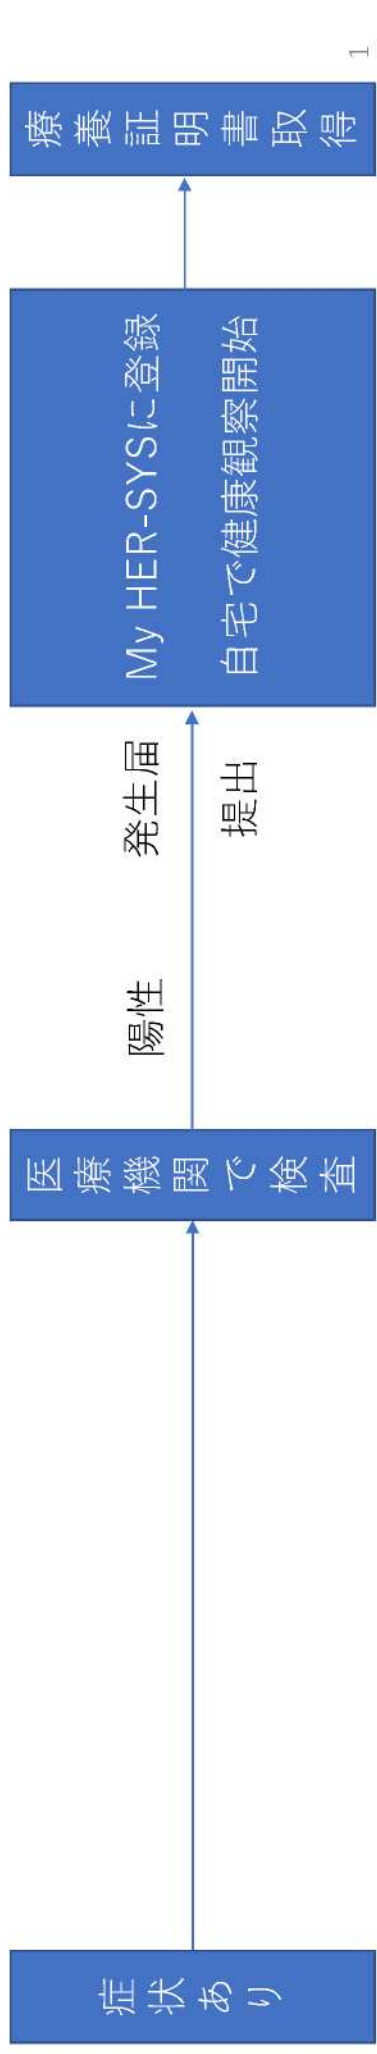 症状あり
医療機関で検査
陽性
発生届
提出
My HER-SYSに登録
自宅で健康観察開始
療養証明書取得
1